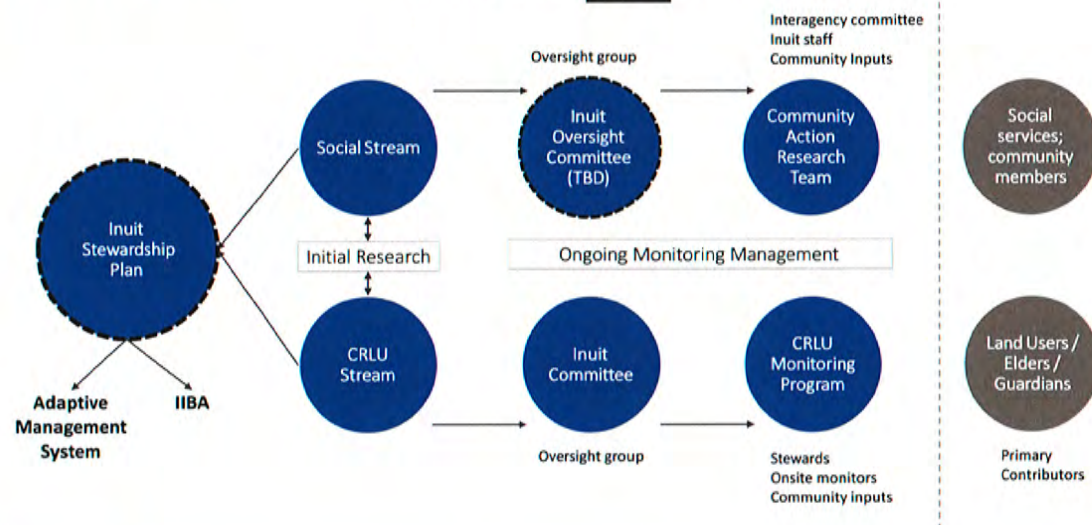 Interagency committee
Inuit staff
Community Inputs
Oversight group
Social Stream
Inuit
Oversight
Committee
(TBD)
Community
Action
Research
Team
Social
services;
community
members
Inuit
Stewardship
Plan
Initial Research
Ongoing Monitoring Management
CRLU
Stream
Inuit
Committee
CRLU
Monitoring
Program
Land Users /
Elders /
Guardians
Adaptive
Management
System
IIBA
Oversight group
Stewards
Onsite monitors
Community inputs
Primary
Contributors